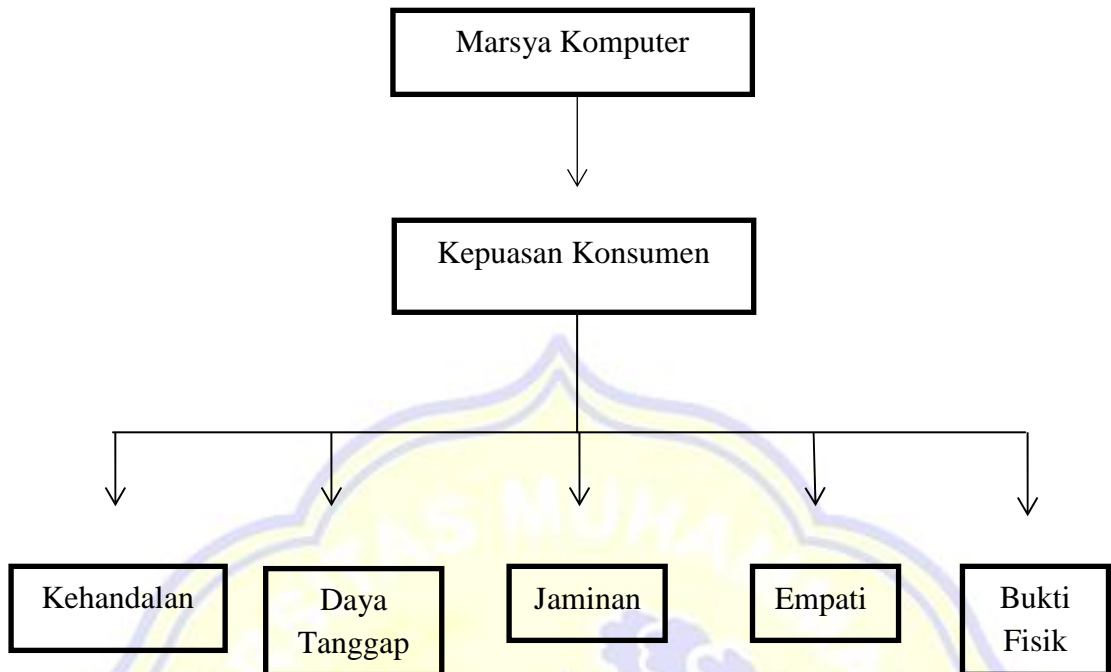 Marsya Komputer
Kepuasan Konsumen
Kehandalan
Daya
Tanggap
Jaminan
Empati
Bukti
Fisik